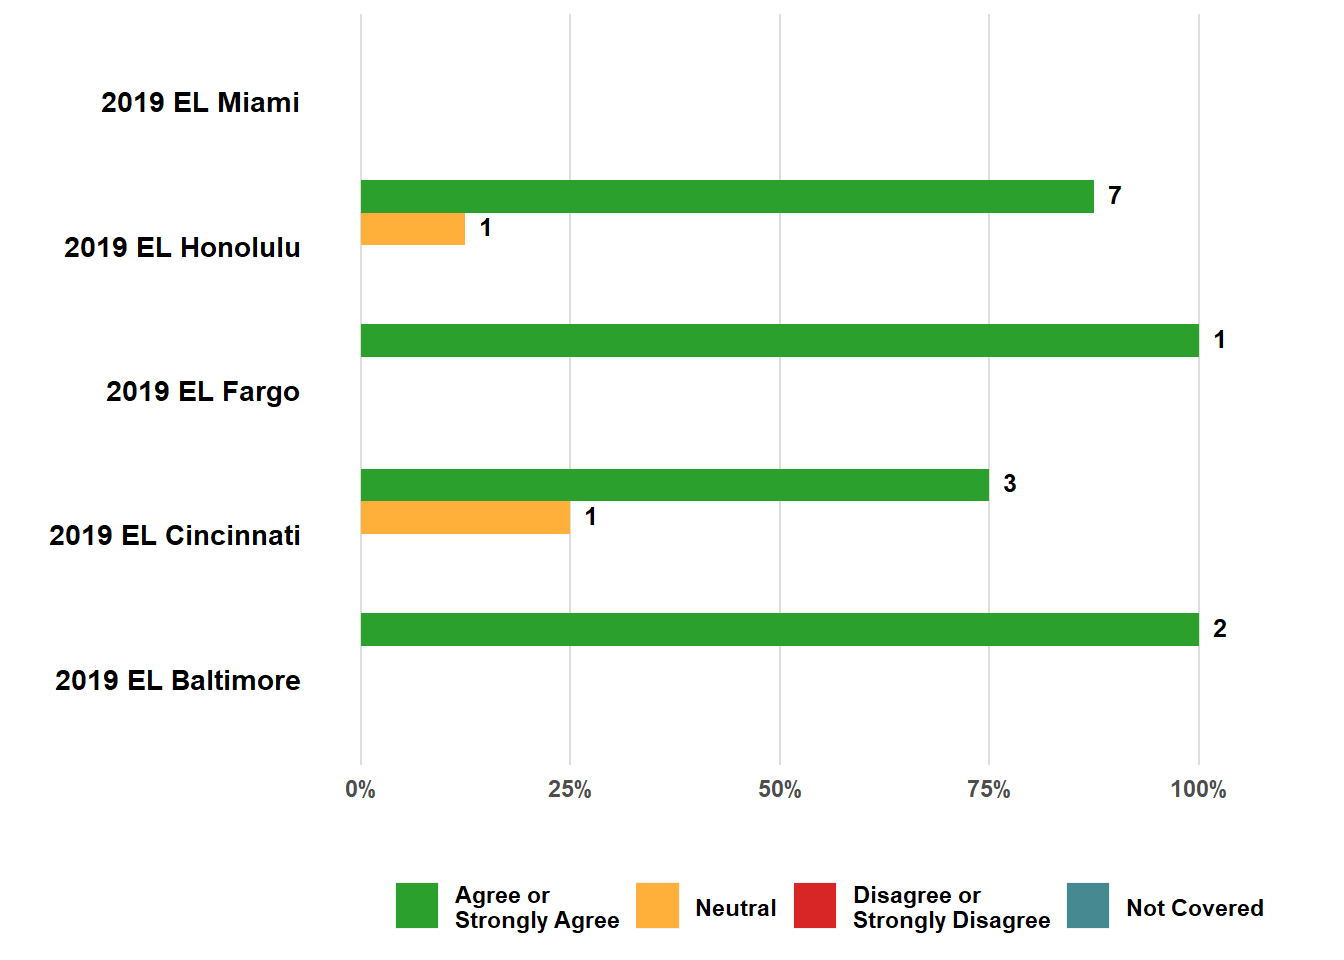 2019 EL Miami
7
1
2019 EL Honolulu
1
2019 EL Fargo
3
1
2019 EL Cincinnati
2
2019 EL Baltimore
0% 25% 50% 75% 100%
Agree or
Strongly Agree
Neutral
Disagree or
Strongly Disagree
Not Covered